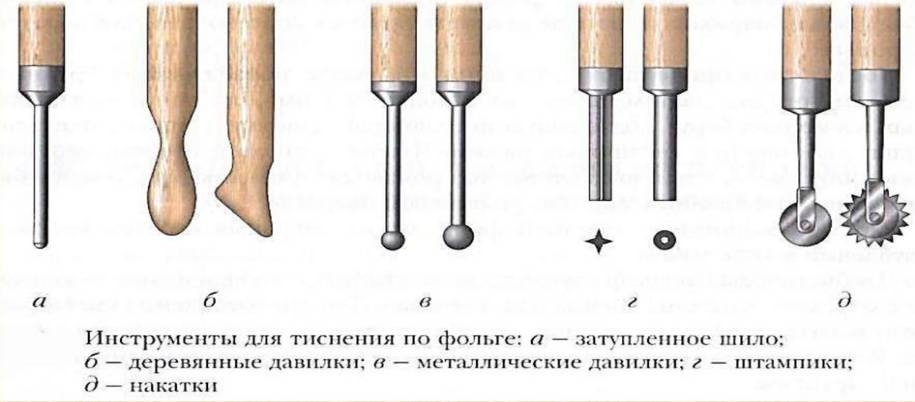 а б в г д
Инструменты для тиснения по фольге: а — затупленное шило;
б — деревянные давилки; в — металлические давилки; г — штампики;
д — накатки